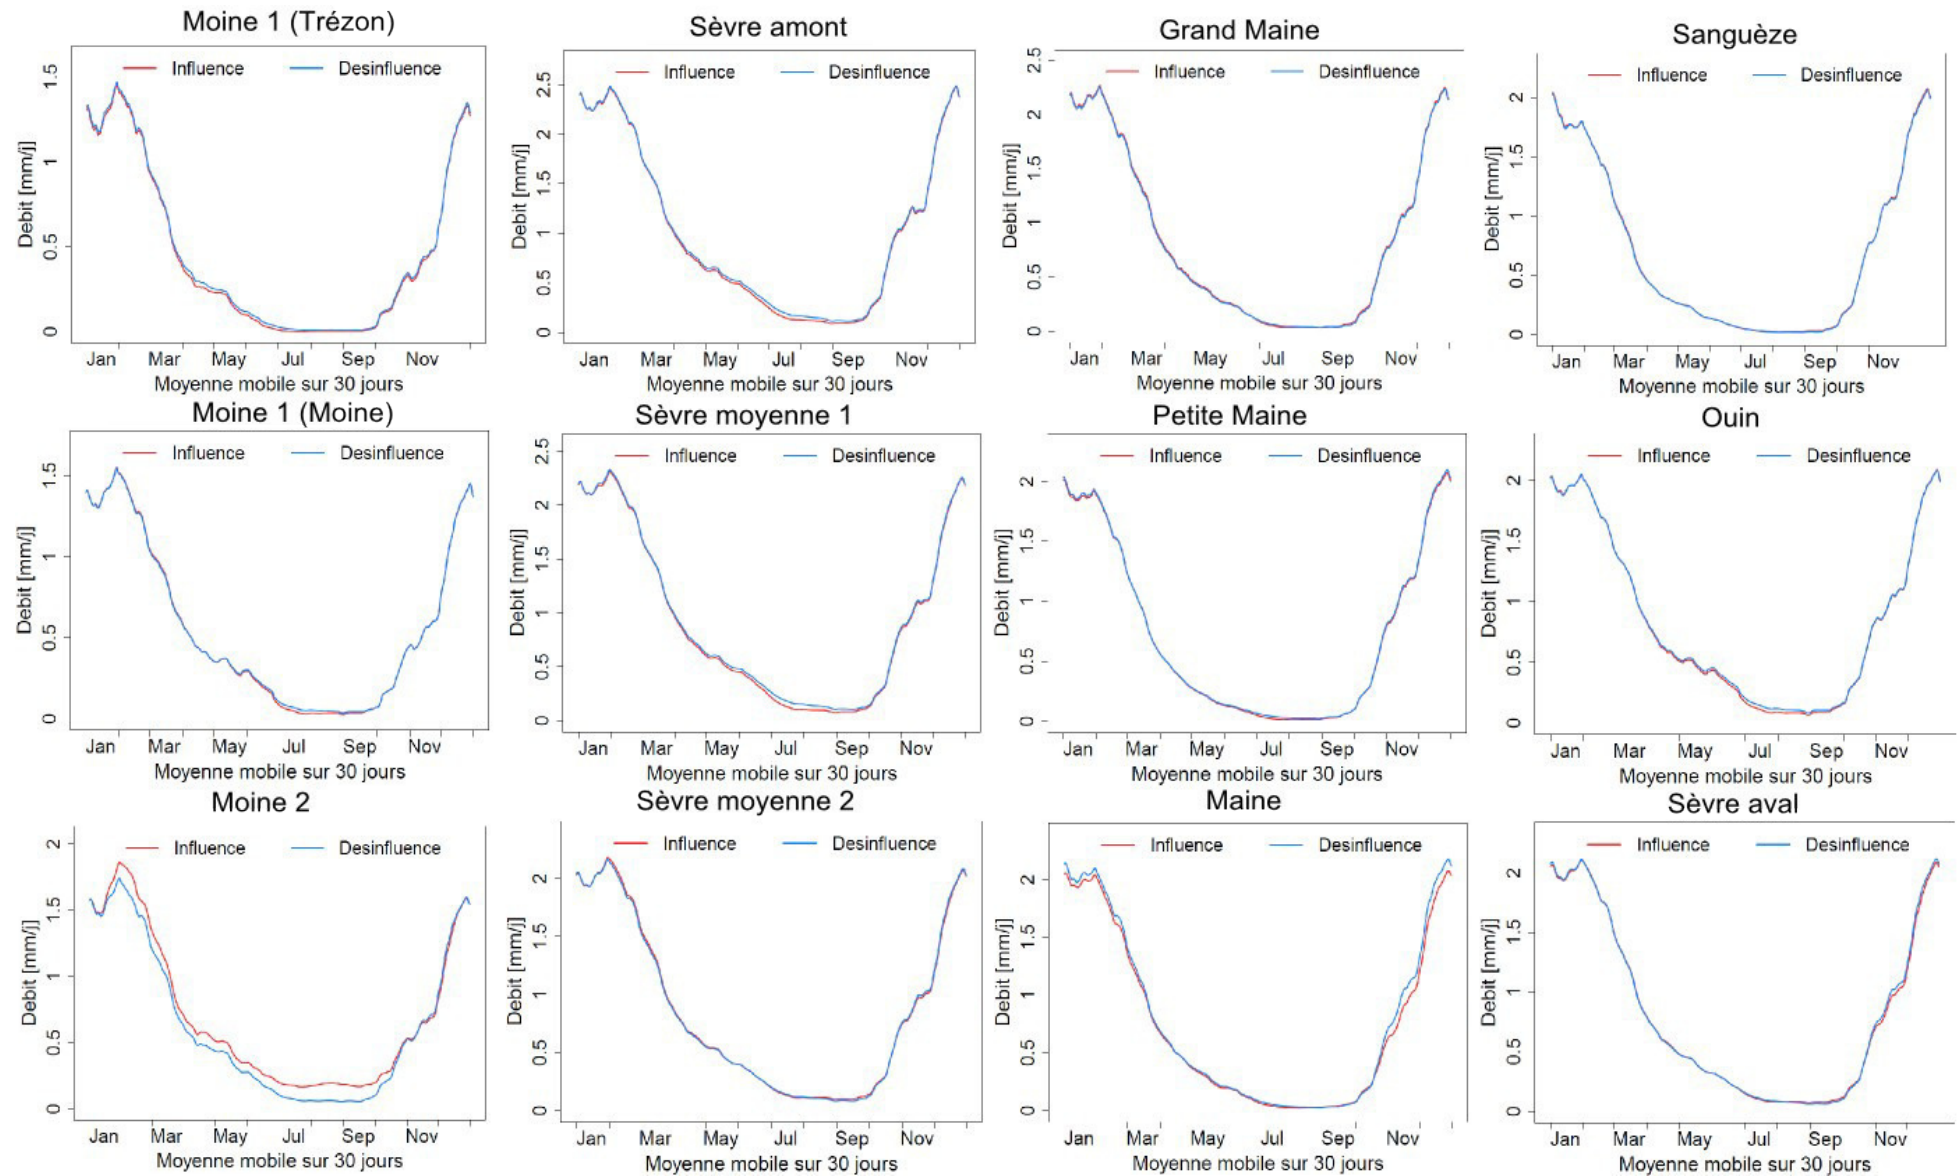 Moine 1 (Trézon)
Influence Desinfluence
Debit [mm/j]
1.5
1
0.5
0
Jan Mar May Jul Sep Nov
Moyenne mobile sur 30 jours
Sèvre amont
Influence Desinfluence
Debit [mm/j]
2.5
2
1.5
1
0.5
0
Jan Mar May Jul Sep Nov
Moyenne mobile sur 30 jours
Grand Maine
Influence Desinfluence
Debit [mm/j]
2.5
2
1.5
1
0.5
0
Jan Mar May Jul Sep Nov
Moyenne mobile sur 30 jours
Sanguèze
Influence Desinfluence
Debit [mm/j]
2
1.5
1
0.5
0
Jan Mar May Jul Sep Nov
Moyenne mobile sur 30 jours
Moine 1 (Moine)
Influence Desinfluence
Debit [mm/j]
1.5
1
0.5
0
Jan Mar May Jul Sep Nov
Moyenne mobile sur 30 jours
Sèvre moyenne 1
Influence Desinfluence
Debit [mm/j]
2.5
2
1.5
1
0.5
0
Jan Mar May Jul Sep Nov
Moyenne mobile sur 30 jours
Petite Maine
Influence Desinfluence
Debit [mm/j]
2
1.5
1
0.5
0
Jan Mar May Jul Sep Nov
Moyenne mobile sur 30 jours
Ouin
Influence Desinfluence
Debit [mm/j]
2
1.5
1
0.5
0
Jan Mar May Jul Sep Nov
Moyenne mobile sur 30 jours
Moine 2
Influence Desinfluence
Debit [mm/j]
2
1.5
1
0.5
0
Jan Mar May Jul Sep Nov
Moyenne mobile sur 30 jours
Sèvre moyenne 2
Influence Desinfluence
Debit [mm/j]
2
1.5
1
0.5
0
Jan Mar May Jul Sep Nov
Moyenne mobile sur 30 jours
Maine
Influence Desinfluence
Debit [mm/j]
2
1.5
1
0.5
0
Jan Mar May Jul Sep Nov
Moyenne mobile sur 30 jours
Sèvre aval
Influence Desinfluence
Debit [mm/j]
2
1.5
1
0.5
0
Jan Mar May Jul Sep Nov
Moyenne mobile sur 30 jours